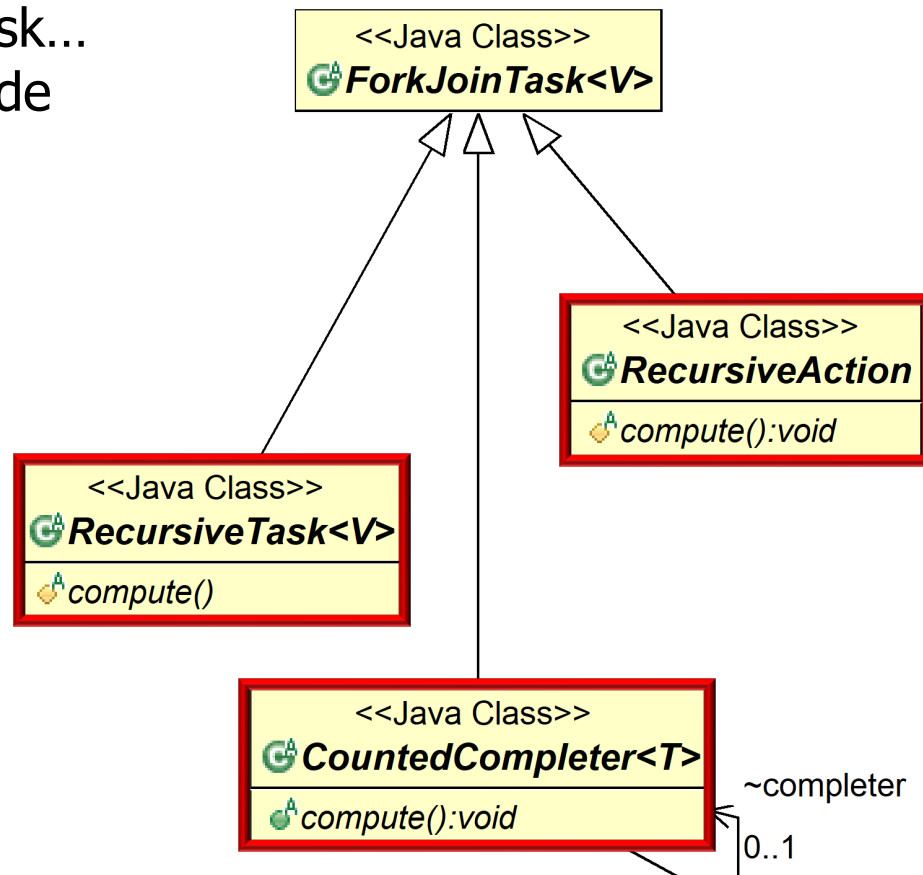 sk...
de
<<Java Class>>
ForkJoinTask<V>
<<Java Class>>
RecursiveAction
compute():void
<<Java Class>>
RecursiveTask<V>
compute()
<<Java Class>>
CountedCompleter<T>
compute():void
~completer
0..1